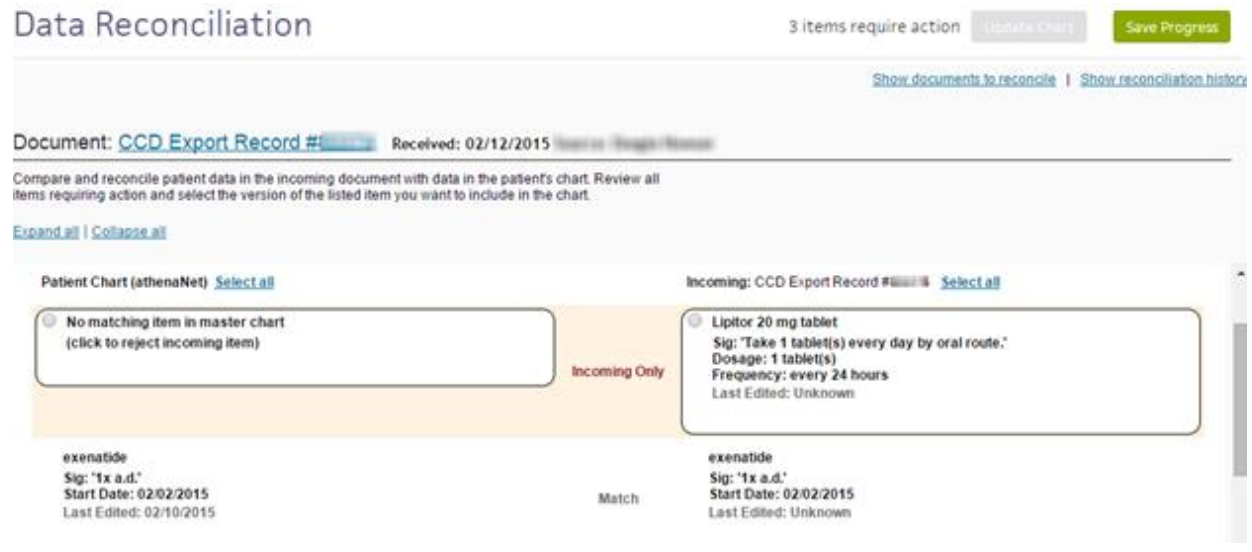 Data Reconciliation
3 items require action Update Chart Save Progress
Show documents to reconcile | Show reconciliation history
Document: CCD Export Record # Received: 02/12/2015
Compare and reconcile patient data in the incoming document with data in the patient's chart. Review all
items requiring action and select the version of the listed item you want to include in the chart.
Expand all | Collapse all
Patient Chart (athenaNet) Select all
Incoming: CCD Export Record # Select all
No matching item in master chart
(click to reject incoming item)
Incoming Only
Lipitor 20 mg tablet
Sig: 'Take 1 tablet(s) every day by oral route.'
Dosage: 1 tablet(s)
Frequency: every 24 hours
Last Edited: Unknown
exenatide
Sig: '1x a.d.'
Start Date: 02/02/2015
Last Edited: 02/10/2015
Match
exenatide
Sig: '1x a.d.'
Start Date: 02/02/2015
Last Edited: Unknown